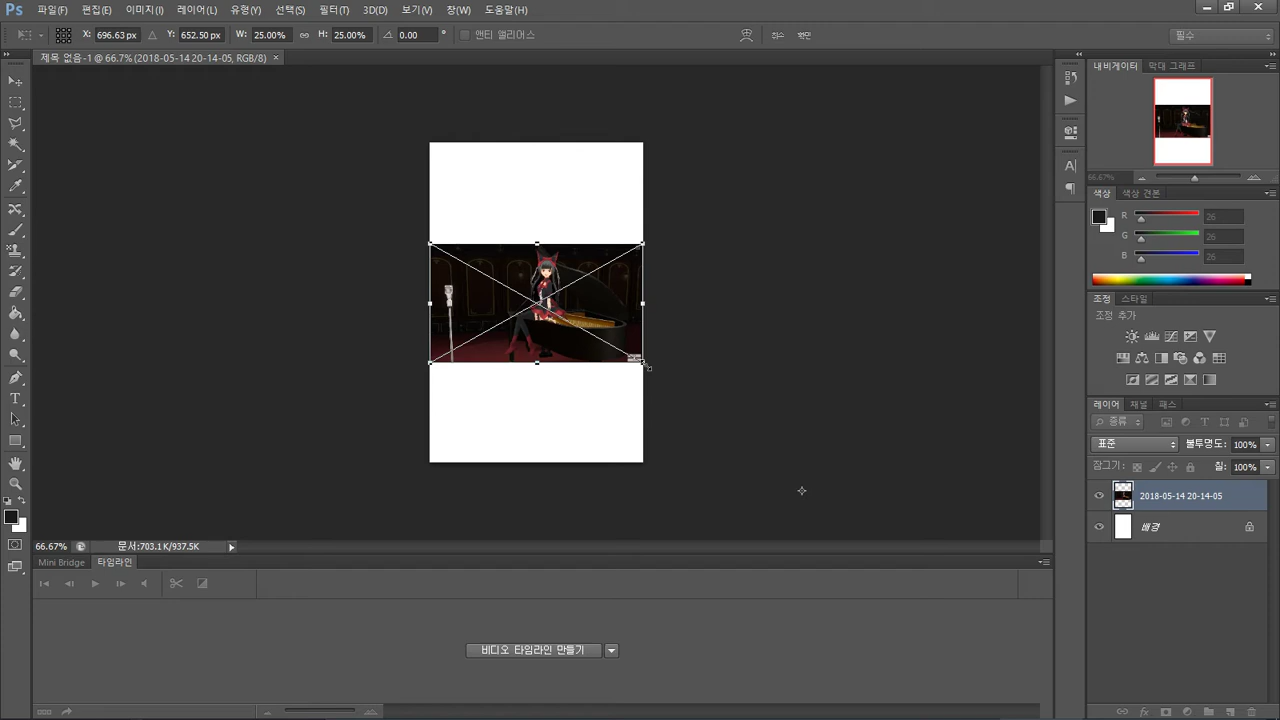 Ps 파일(F) 편집(E) 이미지(I) 레이어(L) 유형(Y) 선택(S) 필터(T) 3D(D) 보기(V) 창(W) 도움말(H)
X: 696.63 px Y: 652.50 px W: 25.00% H: 25.00% 0.00 ° 안티 앨리어스 필수
제목 없음-1 @ 66.7% (2018-05-14 20-14-05, RGB/8) ×
내비게이터 막대 그래프
66.67%
색상 색상 견본
R 26
G 26
B 26
조정 스타일
조정 추가
레이어 채널 패스
종류
표준 불투명도: 100%
잠그기: 칠: 100%
2018-05-14 20-14-05
배경
66.67% 문서:703.1K/937.5K
Mini Bridge 타임라인
비디오 타임라인 만들기